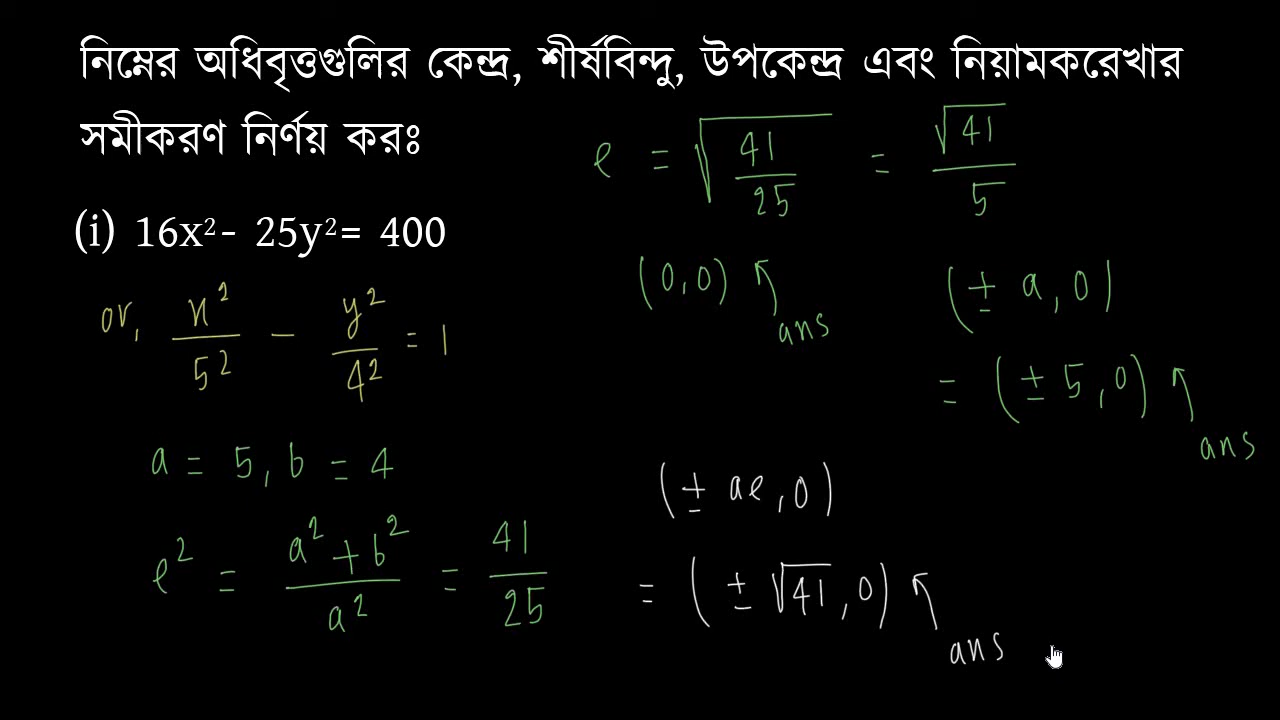 নিম্নের অধিবৃত্তগুলির কেন্দ্র, শীর্ষবিন্দু, উপকেন্দ্র এবং নিয়ামকরেখার
সমীকরণ নির্ণয় করঃ
(i) 16x²- 25y²= 400
or, x²/5² - y²/4² = 1
a = 5, b = 4
e² = (a² + b²)/a² = 41/25
e = √(41/25) = √41/5
(0,0) ↖ ans
(± a, 0)
= (± 5, 0) ↖ ans
(± ae, 0)
= (± √41, 0) ↖ ans